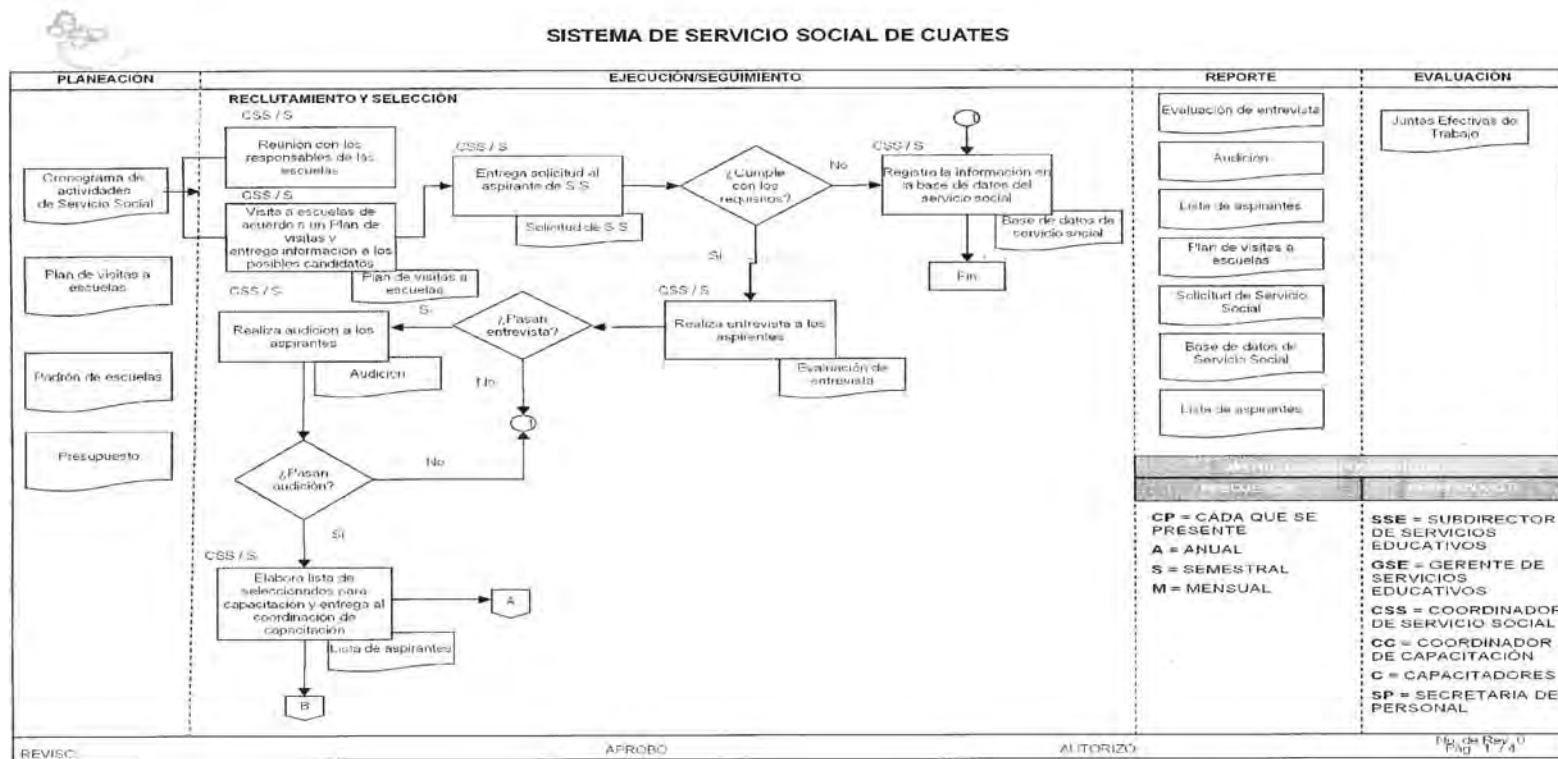 SISTEMA DE SERVICIO SOCIAL DE CUATES
PLANEACIÓN
EJECUCIÓN/SEGUIMIENTO
REPORTE
EVALUACIÓN
Cronograma de
actividades
de Servicio Social
Plan de visitas a
escuelas
Padrón de escuelas
Presupuesto
RECLUTAMIENTO Y SELECCIÓN
CSS / S
Reunión con los
responsables de las
escuelas
CSS / S
Visita a escuelas de
acuerdo a un Plan de
visitas y
entrega información a los
posibles candidatos
Plan de visitas a
escuelas
CSS / S
Entrega solicitud al
aspirante de S.S
Solicitud de S.S
¿Cumple
con los
requisitos?
No
Sí
CSS / S
Registra la información en
la base de datos del
servicio social
Base de datos de
servicio social
Fin
CSS / S
Realiza entrevista a los
aspirantes
Evaluación de
entrevista
¿Pasan
entrevista?
Sí
No
1
CSS / S
Realiza audicion a los
aspirantes
Audición
¿Pasan
audición?
No
Sí
CSS / S
Elabora lista de
seleccionados para
capacitación y entrega al
coordinación de
capacitación
Lista de aspirantes
A
B
Evaluación de entrevista
Audición
Lista de aspirantes
Plan de visitas a
escuelas
Solicitud de Servicio
Social
Base de datos de
Servicio Social
Lista de aspirantes
Juntas Efectivas de
Trabajo
CP = CADA QUE SE
PRESENTE
A = ANUAL
S = SEMESTRAL
M = MENSUAL
SSE = SUBDIRECTOR
DE SERVICIOS
EDUCATIVOS
GSE = GERENTE DE
SERVICIOS
EDUCATIVOS
CSS = COORDINADOR
DE SERVICIO SOCIAL
CC = COORDINADOR
DE CAPACITACIÓN
C = CAPACITADORES
SP = SECRETARIA DE
PERSONAL
REVISO:
APROBO
AUTORIZO
No. de Rev. 0
Pág. 1 / 4